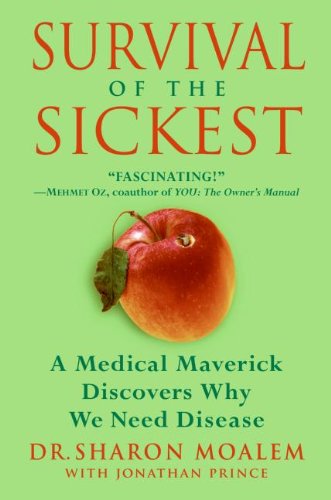 SURVIVAL
OF THE
SICKEST
“FASCINATING!”
—MEHMET OZ, coauthor of YOU: The Owner's Manual
A Medical Maverick
Discovers Why
We Need Disease
DR. SHARON MOALEM
WITH JONATHAN PRINCE